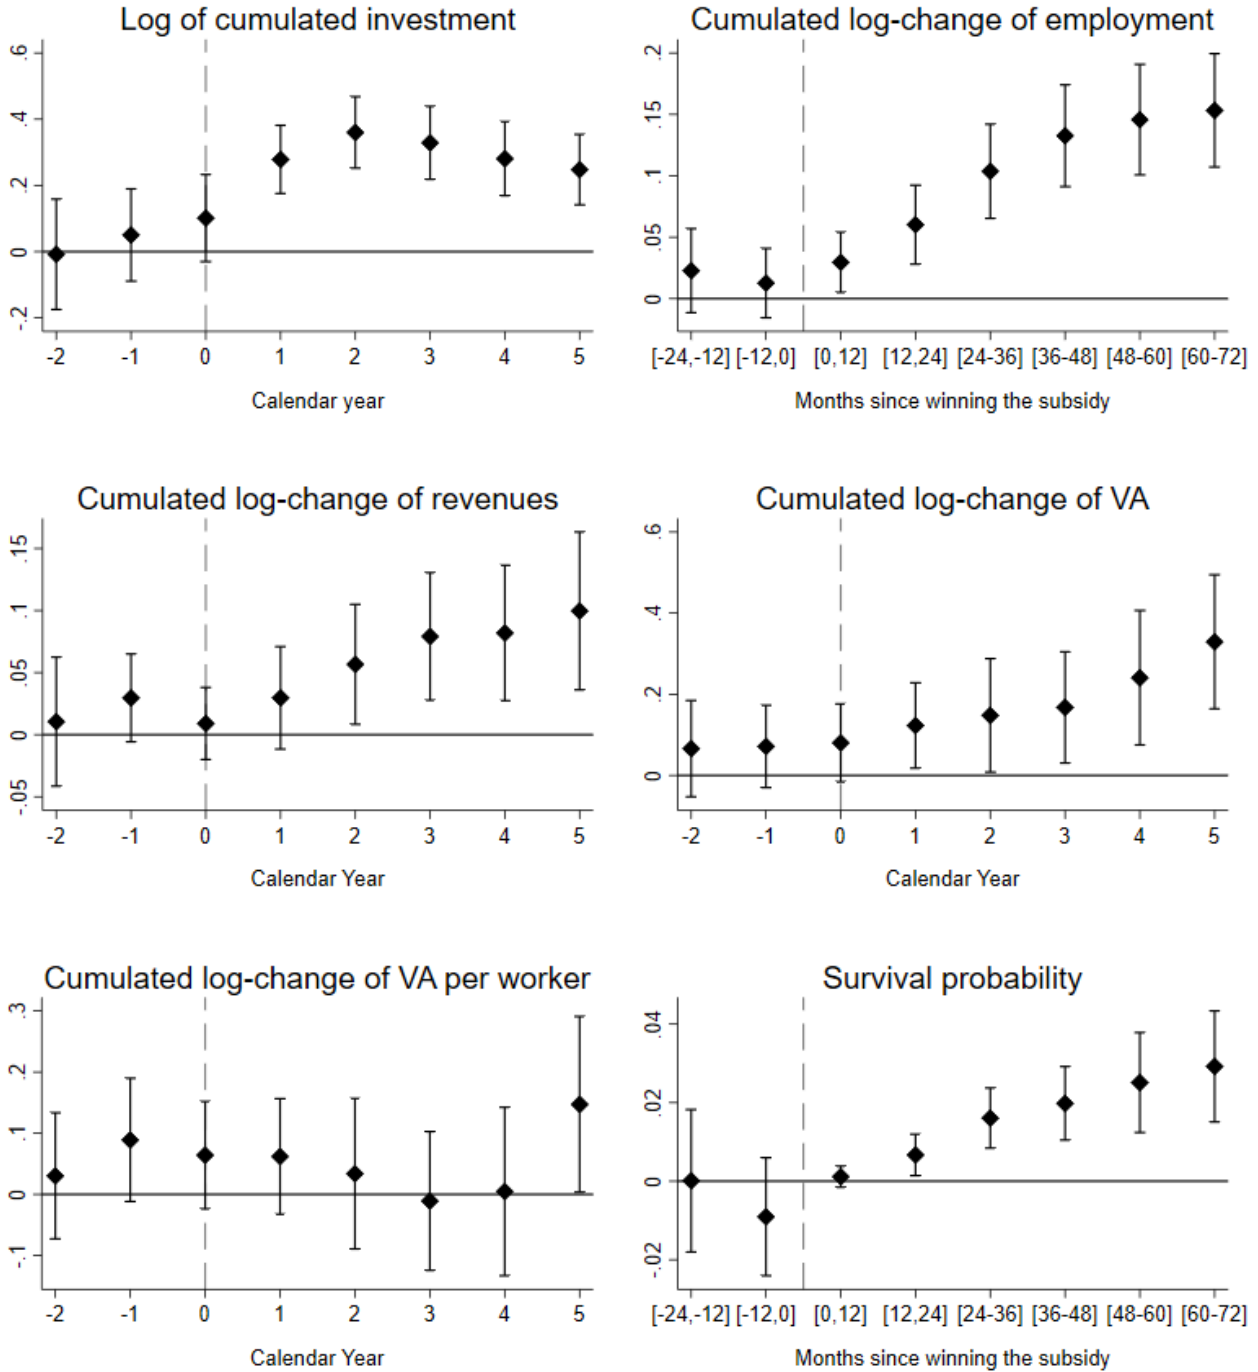 Log of cumulated investment
.6
.4
.2
0
-.2
-2 -1 0 1 2 3 4 5
Calendar year
Cumulated log-change of employment
.2
.15
.1
.05
0
[-24,-12] [-12,0] [0,12] [12,24] [24-36] [36-48] [48-60] [60-72]
Months since winning the subsidy
Cumulated log-change of revenues
.15
.1
.05
0
-.05
-2 -1 0 1 2 3 4 5
Calendar Year
Cumulated log-change of VA
.6
.4
.2
0
-2 -1 0 1 2 3 4 5
Calendar Year
Cumulated log-change of VA per worker
.3
.2
.1
0
-.1
-2 -1 0 1 2 3 4 5
Calendar Year
Survival probability
.04
.02
0
-.02
[-24,-12] [-12,0] [0,12] [12,24] [24-36] [36-48] [48-60] [60-72]
Months since winning the subsidy